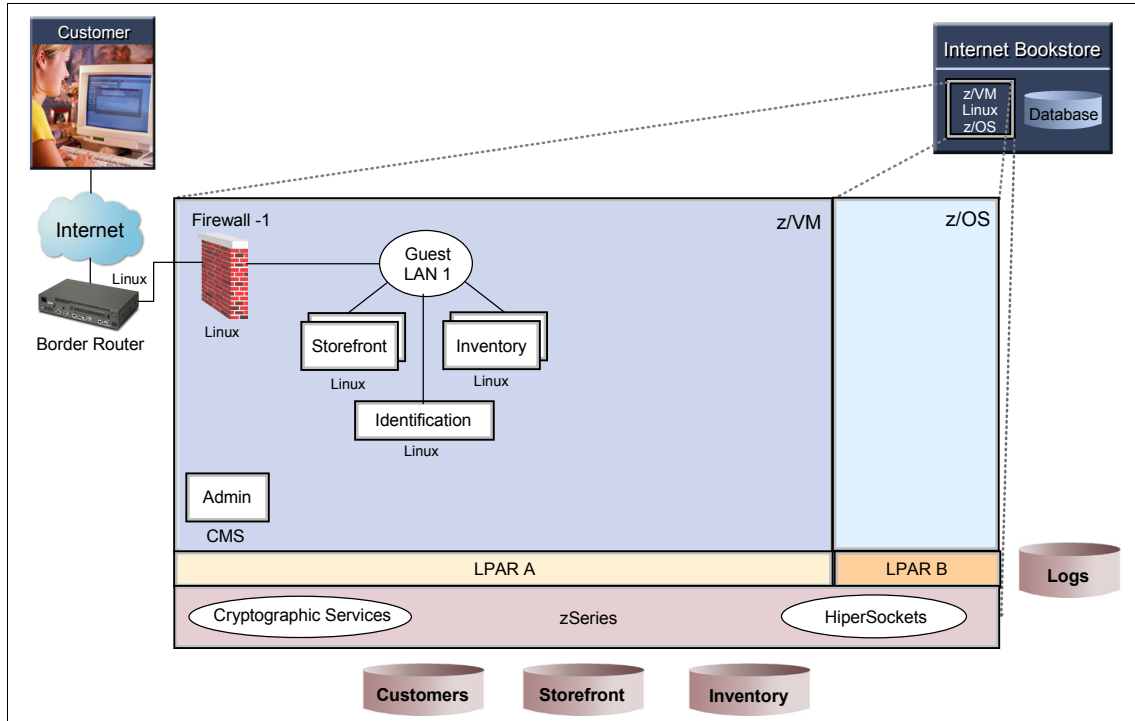 Customer
Internet Bookstore
z/VM
Linux
z/OS
Database
Internet
Linux
Border Router
Firewall -1
z/VM
z/OS
Guest
LAN 1
Linux
Storefront
Inventory
Linux
Linux
Identification
Linux
Admin
CMS
LPAR A
LPAR B
Logs
Cryptographic Services
zSeries
HiperSockets
Customers
Storefront
Inventory